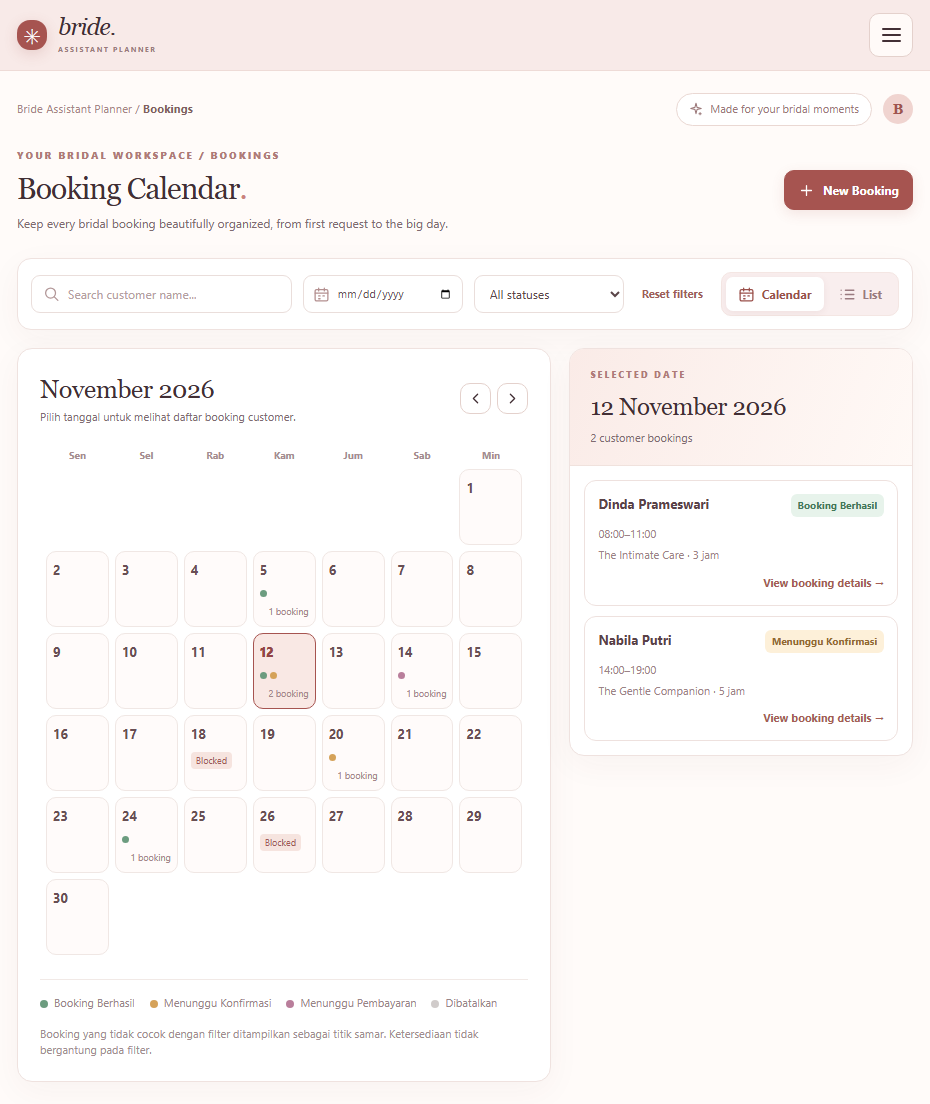 bride.
ASSISTANT PLANNER
Bride Assistant Planner / Bookings
Made for your bridal moments
B
YOUR BRIDAL WORKSPACE / BOOKINGS
Booking Calendar.
Keep every bridal booking beautifully organized, from first request to the big day.
+ New Booking
Search customer name...
mm/dd/yyyy
All statuses
Reset filters
Calendar
List
November 2026
Pilih tanggal untuk melihat daftar booking customer.
Sen Sel Rab Kam Jum Sab Min
1
2 3 4 5 6 7 8
1 booking
9 10 11 12 13 14 15
2 booking 1 booking
16 17 18 19 20 21 22
Blocked 1 booking
23 24 25 26 27 28 29
1 booking Blocked
30
Booking Berhasil Menunggu Konfirmasi Menunggu Pembayaran Dibatalkan
Booking yang tidak cocok dengan filter ditampilkan sebagai titik samar. Ketersediaan tidak
bergantung pada filter.
SELECTED DATE
12 November 2026
2 customer bookings
Dinda Prameswari
Booking Berhasil
08:00–11:00
The Intimate Care · 3 jam
View booking details →
Nabila Putri
Menunggu Konfirmasi
14:00–19:00
The Gentle Companion · 5 jam
View booking details →